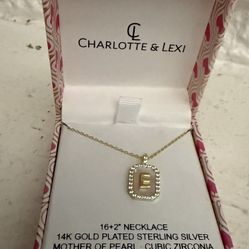 CL
CHARLOTTE & LEXI
E
16+2" NECKLACE
14K GOLD PLATED STERLING SILVER
MOTHER OF PEARL - CUBIC ZIRCONIA